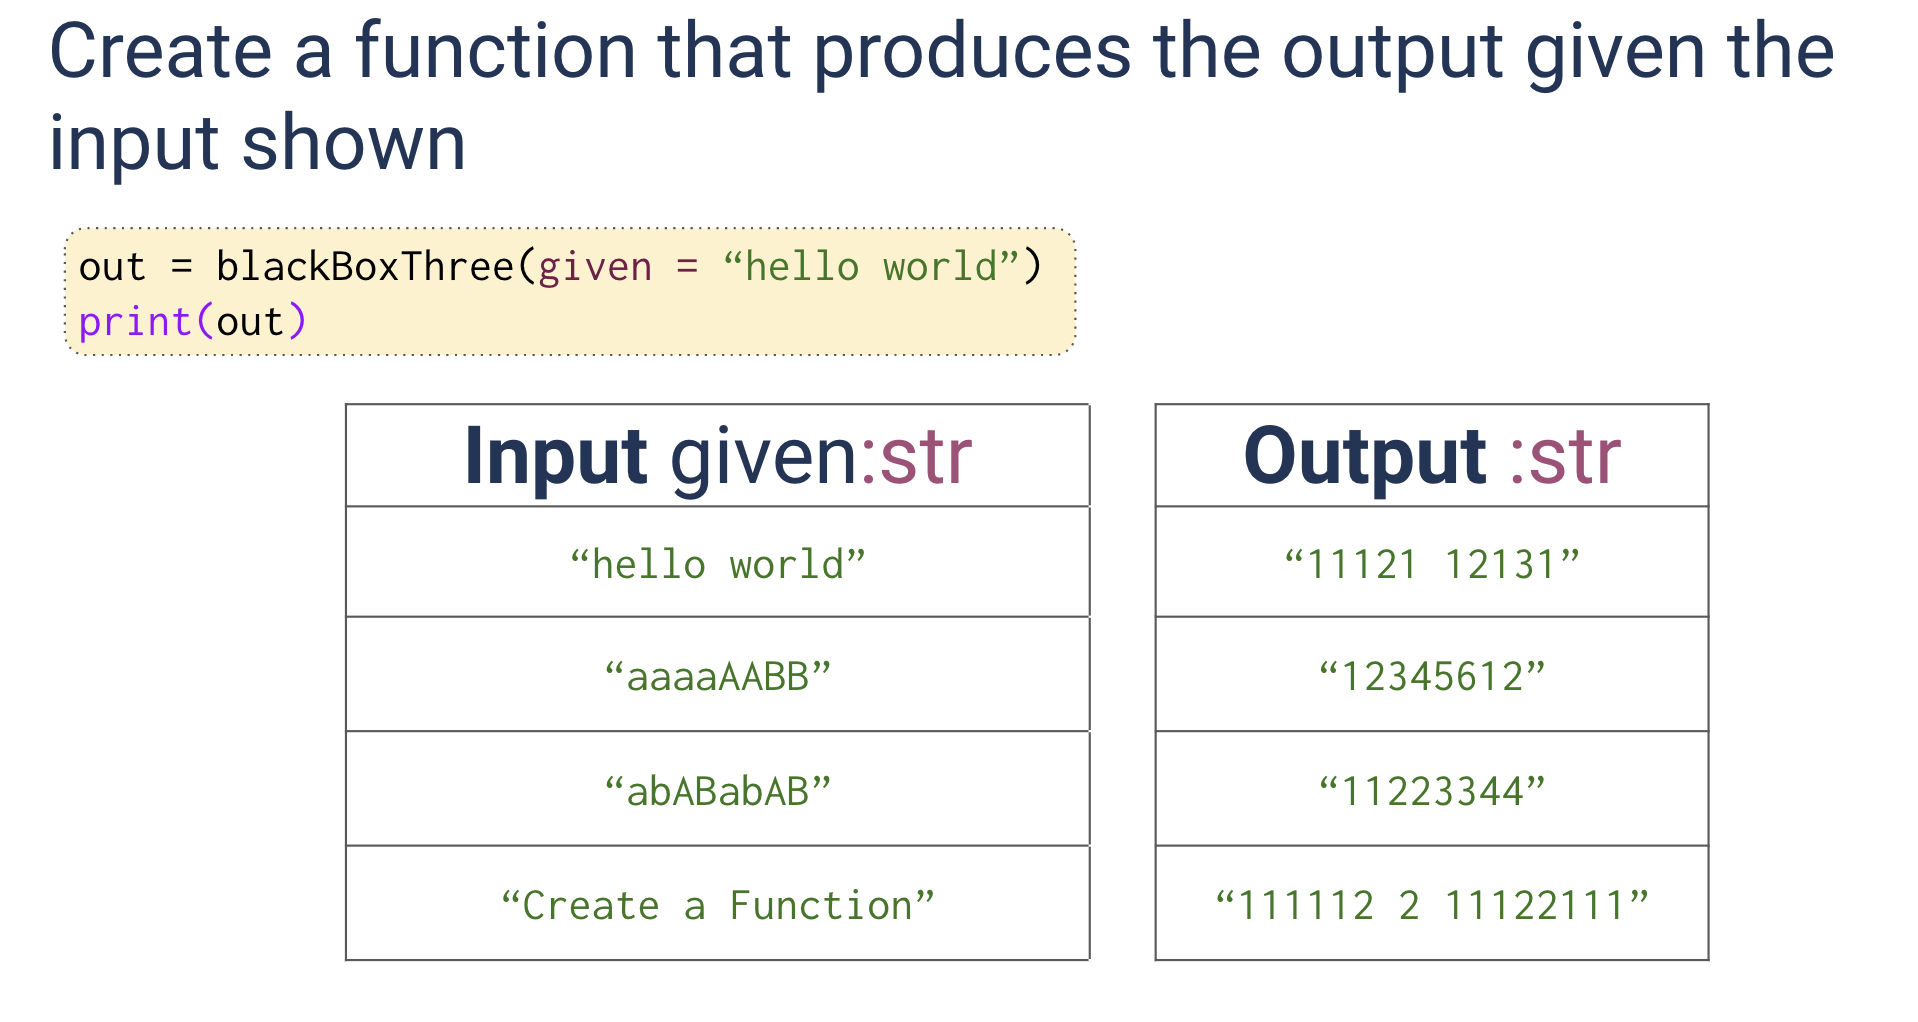 Create a function that produces the output given the
input shown
out = blackBoxThree(given = “hello world”)
print(out)
Input given:str
Output :str
“hello world”
“11121 12131”
“aaaaAABB”
“12345612”
“abABabAB”
“11223344”
“Create a Function”
“111112 2 11122111”